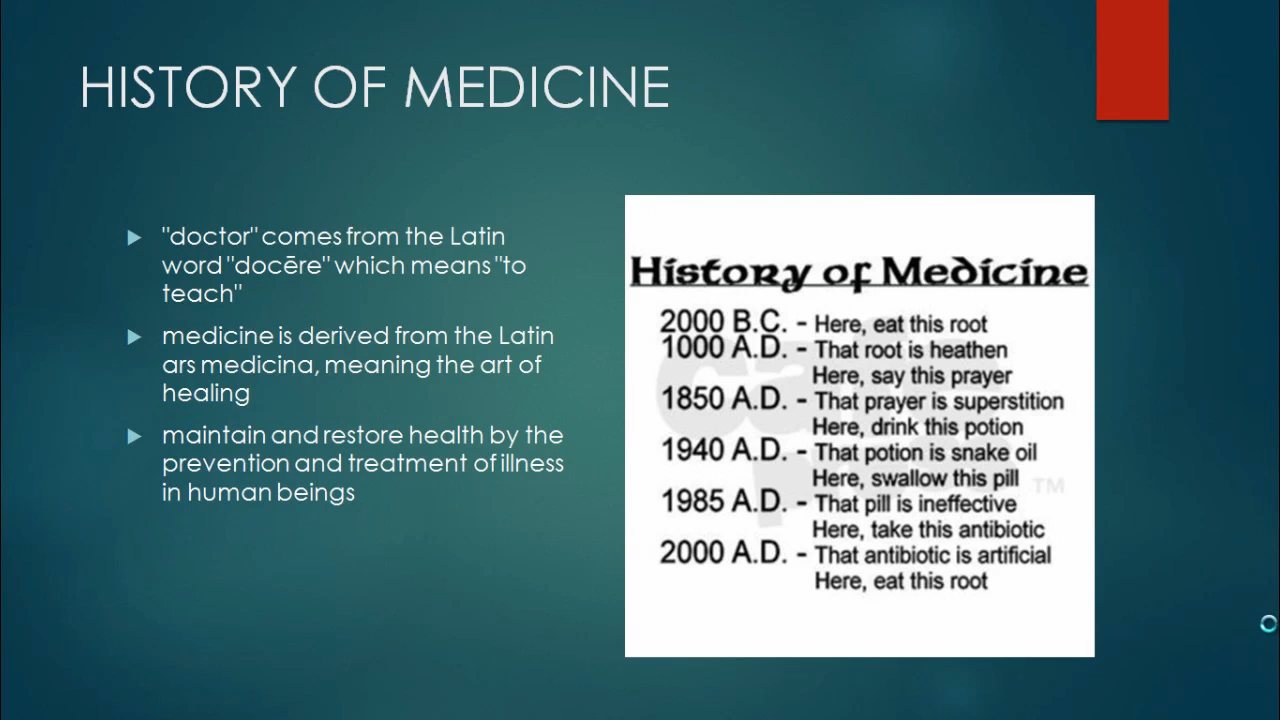 HISTORY OF MEDICINE
"doctor" comes from the Latin
word "docēre" which means "to
teach"
medicine is derived from the Latin
ars medicina, meaning the art of
healing
maintain and restore health by the
prevention and treatment of illness
in human beings
History of Medicine
2000 B.C. - Here, eat this root
1000 A.D. - That root is heathen
Here, say this prayer
1850 A.D. - That prayer is superstition
Here, drink this potion
1940 A.D. - That potion is snake oil
Here, swallow this pill
1985 A.D. - That pill is ineffective
Here, take this antibiotic
2000 A.D. - That antibiotic is artificial
Here, eat this root
TM